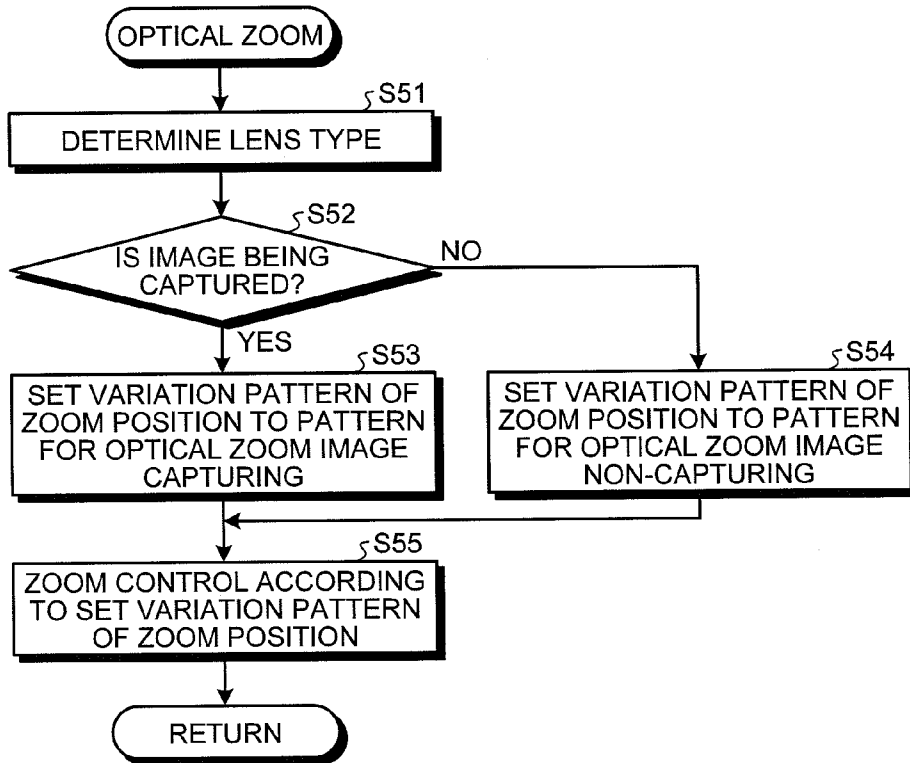 OPTICAL ZOOM
S51
DETERMINE LENS TYPE
S52
IS IMAGE BEING
CAPTURED?
NO
YES
S53
SET VARIATION PATTERN OF
ZOOM POSITION TO PATTERN
FOR OPTICAL ZOOM IMAGE
CAPTURING
S54
SET VARIATION PATTERN OF
ZOOM POSITION TO PATTERN
FOR OPTICAL ZOOM IMAGE
NON-CAPTURING
S55
ZOOM CONTROL ACCORDING
TO SET VARIATION PATTERN
OF ZOOM POSITION
RETURN